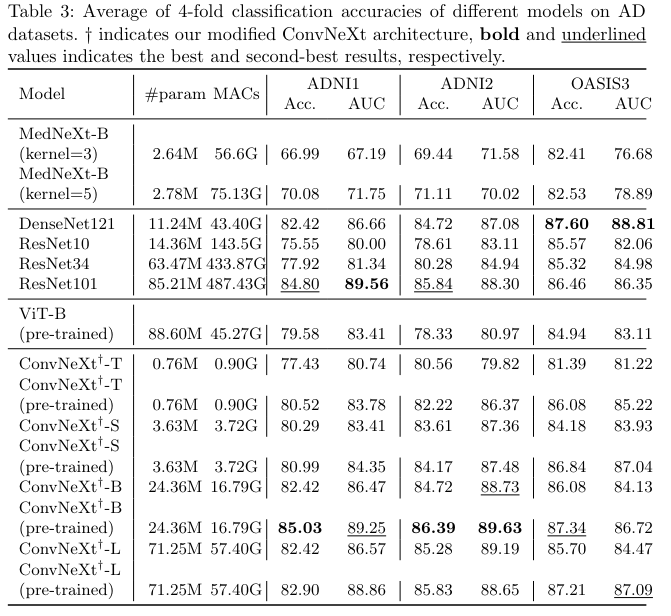 Table 3: Average of 4-fold classification accuracies of different models on AD
datasets. † indicates our modified ConvNeXt architecture, bold and underlined
values indicates the best and second-best results, respectively.
Model #param MACs ADNI1 ADNI2 OASIS3
Acc. AUC Acc. AUC Acc. AUC
MedNeXt-B
(kernel=3) 2.64M 56.6G 66.99 67.19 69.44 71.58 82.41 76.68
MedNeXt-B
(kernel=5) 2.78M 75.13G 70.08 71.75 71.11 70.02 82.53 78.89
DenseNet121 11.24M 43.40G 82.42 86.66 84.72 87.08 87.60 88.81
ResNet10 14.36M 143.5G 75.55 80.00 78.61 83.11 85.57 82.06
ResNet34 63.47M 433.87G 77.92 81.34 80.28 84.94 85.32 84.98
ResNet101 85.21M 487.43G 84.80 89.56 85.84 88.30 86.46 86.35
ViT-B
(pre-trained) 88.60M 45.27G 79.58 83.41 78.33 80.97 84.94 83.11
ConvNeXt†-T 0.76M 0.90G 77.43 80.74 80.56 79.82 81.39 81.22
ConvNeXt†-T
(pre-trained) 0.76M 0.90G 80.52 83.78 82.22 86.37 86.08 85.22
ConvNeXt†-S 3.63M 3.72G 80.29 83.41 83.61 87.36 84.18 83.93
ConvNeXt†-S
(pre-trained) 3.63M 3.72G 80.99 84.35 84.17 87.48 86.84 87.04
ConvNeXt†-B 24.36M 16.79G 82.42 86.47 84.72 88.73 86.08 84.13
ConvNeXt†-B
(pre-trained) 24.36M 16.79G 85.03 89.25 86.39 89.63 87.34 86.72
ConvNeXt†-L 71.25M 57.40G 82.42 86.57 85.28 89.19 85.70 84.47
ConvNeXt†-L
(pre-trained) 71.25M 57.40G 82.90 88.86 85.83 88.65 87.21 87.09